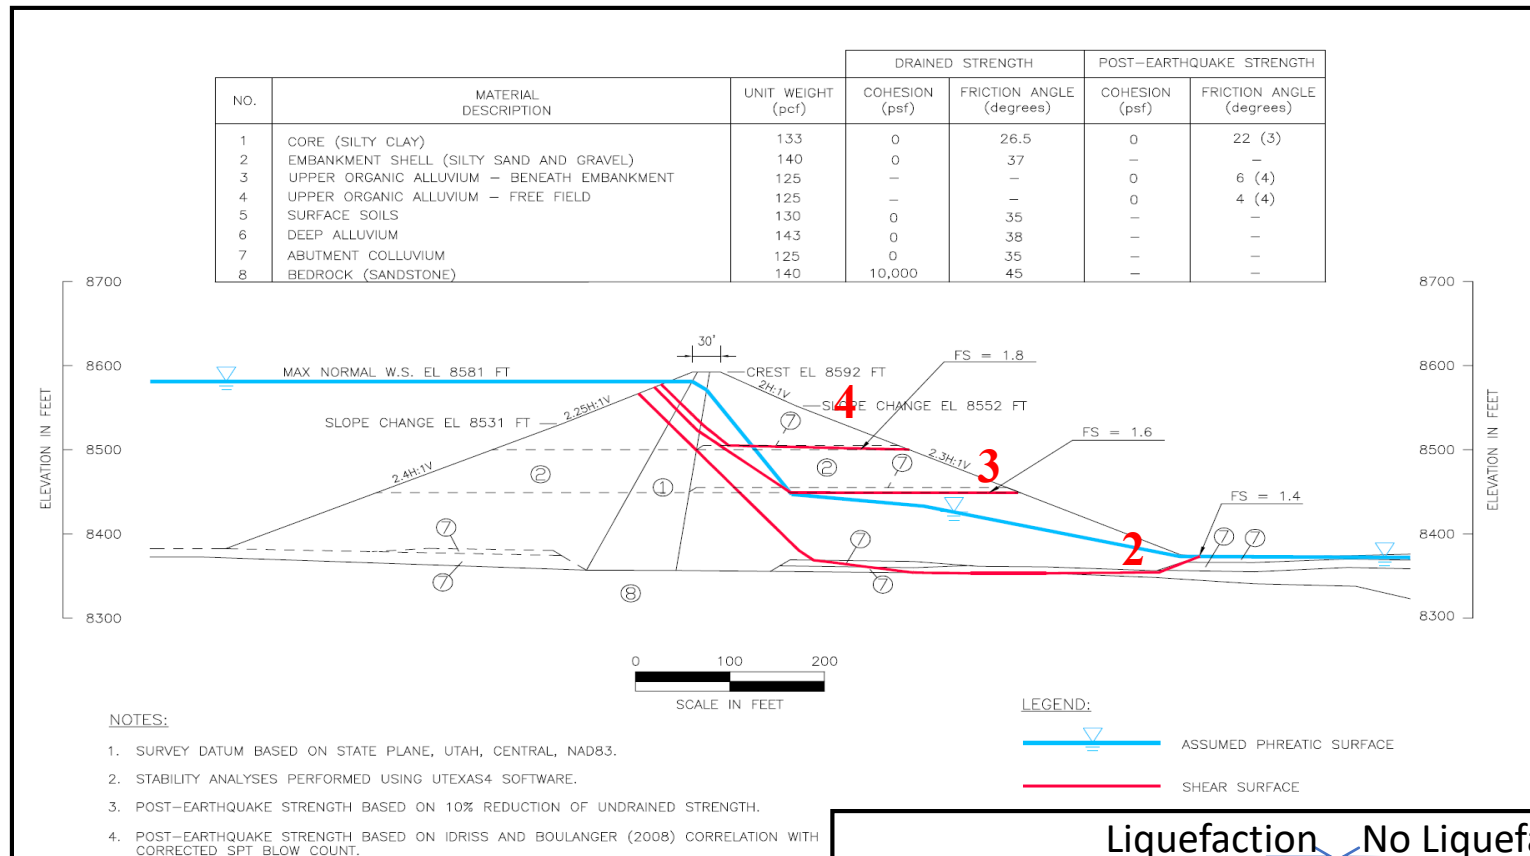 DRAINED STRENGTH POST-EARTHQUAKE STRENGTH
NO. MATERIAL DESCRIPTION UNIT WEIGHT (pcf) COHESION (psf) FRICTION ANGLE (degrees) COHESION (psf) FRICTION ANGLE (degrees)
1 CORE (SILTY CLAY) 133 0 26.5 0 22 (3)
2 EMBANKMENT SHELL (SILTY SAND AND GRAVEL) 140 0 37 - -
3 UPPER ORGANIC ALLUVIUM - BENEATH EMBANKMENT 125 - - 0 6 (4)
4 UPPER ORGANIC ALLUVIUM - FREE FIELD 125 - - 0 4 (4)
5 SURFACE SOILS 130 0 35 - -
6 DEEP ALLUVIUM 143 0 38 - -
7 ABUTMENT COLLUVIUM 125 0 35 - -
8 BEDROCK (SANDSTONE) 140 10,000 45 - -
8700 8700
30'
FS = 1.8
8600 8600
MAX NORMAL W.S. EL 8581 FT CREST EL 8592 FT
2.25H:1V 2H:1V
4
SLOPE CHANGE EL 8531 FT SLOPE CHANGE EL 8552 FT
7
FS = 1.6
ELEVATION IN FEET ELEVATION IN FEET
8500 8500
2.4H:1V 2 2 7 2.3H:1V 3
1
FS = 1.4
8400 8400
7 7 2 7 7
7 7
8 
8300 8300
0 100 200
SCALE IN FEET
NOTES:
1. SURVEY DATUM BASED ON STATE PLANE, UTAH, CENTRAL, NAD83.
2. STABILITY ANALYSES PERFORMED USING UTEXAS4 SOFTWARE.
3. POST-EARTHQUAKE STRENGTH BASED ON 10% REDUCTION OF UNDRAINED STRENGTH.
4. POST-EARTHQUAKE STRENGTH BASED ON IDRISS AND BOULANGER (2008) CORRELATION WITH
CORRECTED SPT BLOW COUNT.
LEGEND:
ASSUMED PHREATIC SURFACE
SHEAR SURFACE
Liquefaction No Liquefa